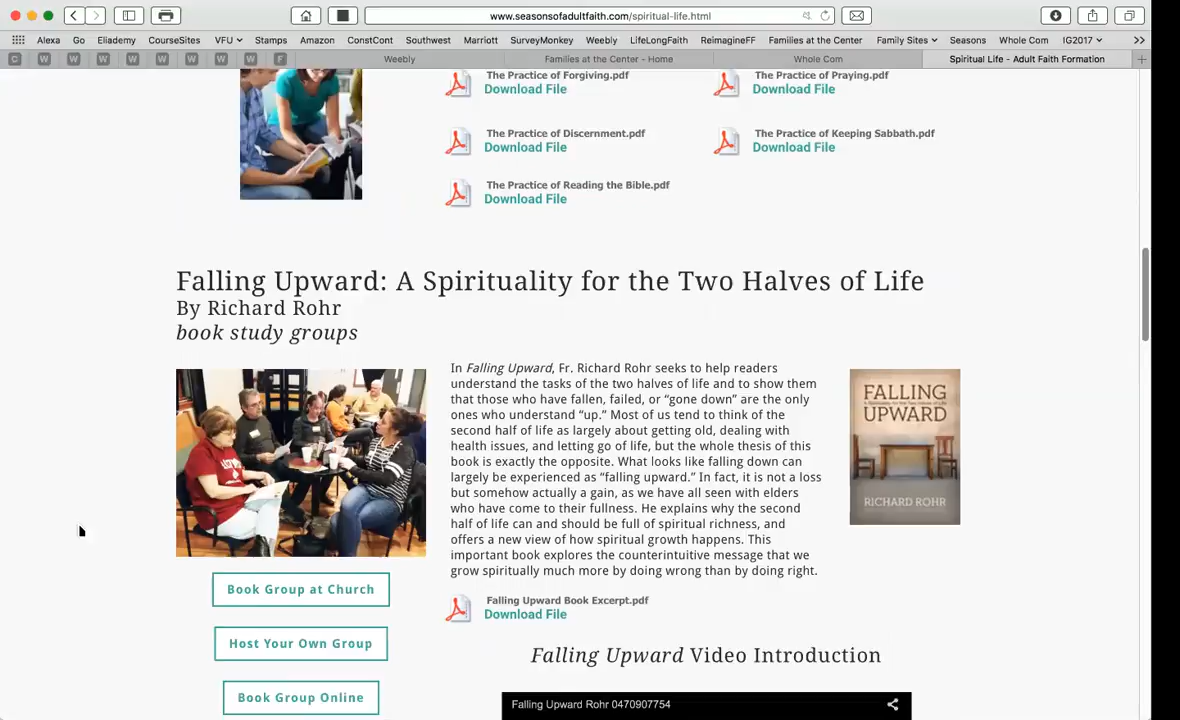 www.seasonsofadultfaith.com/spiritual-life.html
Alexa Go Eliademy CourseSites VFU Stamps Amazon ConstCont Southwest Marriott SurveyMonkey Weebly LifeLongFaith ReimagineFF Families at the Center Family Sites Seasons Whole Com IG2017
C W W W W W W W W F Weebly Families at the Center - Home Whole Com Spiritual Life - Adult Faith Formation
The Practice of Forgiving.pdf
Download File
The Practice of Praying.pdf
Download File
The Practice of Discernment.pdf
Download File
The Practice of Keeping Sabbath.pdf
Download File
The Practice of Reading the Bible.pdf
Download File
Falling Upward: A Spirituality for the Two Halves of Life
By Richard Rohr
book study groups
In Falling Upward, Fr. Richard Rohr seeks to help readers
understand the tasks of the two halves of life and to show them
that those who have fallen, failed, or “gone down” are the only
ones who understand “up.” Most of us tend to think of the
second half of life as largely about getting old, dealing with
health issues, and letting go of life, but the whole thesis of this
book is exactly the opposite. What looks like falling down can
largely be experienced as “falling upward.” In fact, it is not a loss
but somehow actually a gain, as we have all seen with elders
who have come to their fullness. He explains why the second
half of life can and should be full of spiritual richness, and
offers a new view of how spiritual growth happens. This
important book explores the counterintuitive message that we
grow spiritually much more by doing wrong than by doing right.
FALLING
UPWARD
RICHARD ROHR
Book Group at Church
Host Your Own Group
Book Group Online
Falling Upward Book Excerpt.pdf
Download File
Falling Upward Video Introduction
Falling Upward Rohr 0470907754